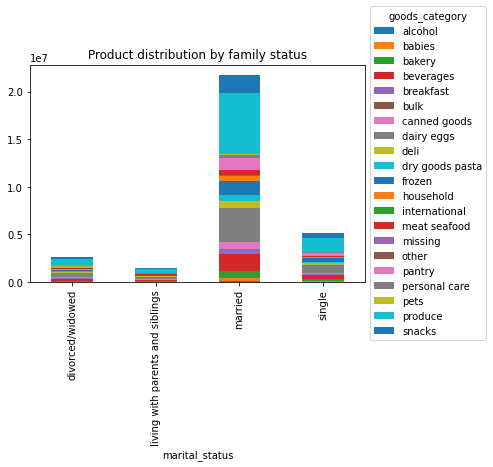 goods_category
alcohol
babies
bakery
beverages
breakfast
bulk
canned goods
dairy eggs
deli
dry goods pasta
frozen
household
international
meat seafood
missing
other
pantry
personal care
pets
produce
snacks
Product distribution by family status
1e7
2.0
1.5
1.0
0.5
0.0
divorced/widowed
living with parents and siblings
married
single
marital_status